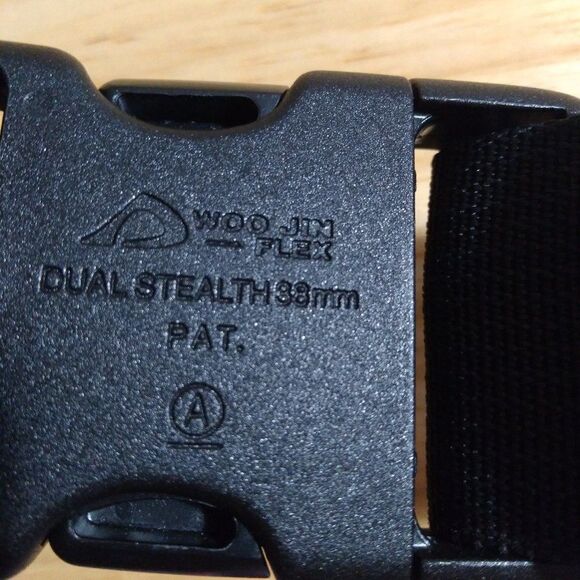 WOO JIN
FLEX
DUAL STEALTH 38mm
PAT.
A